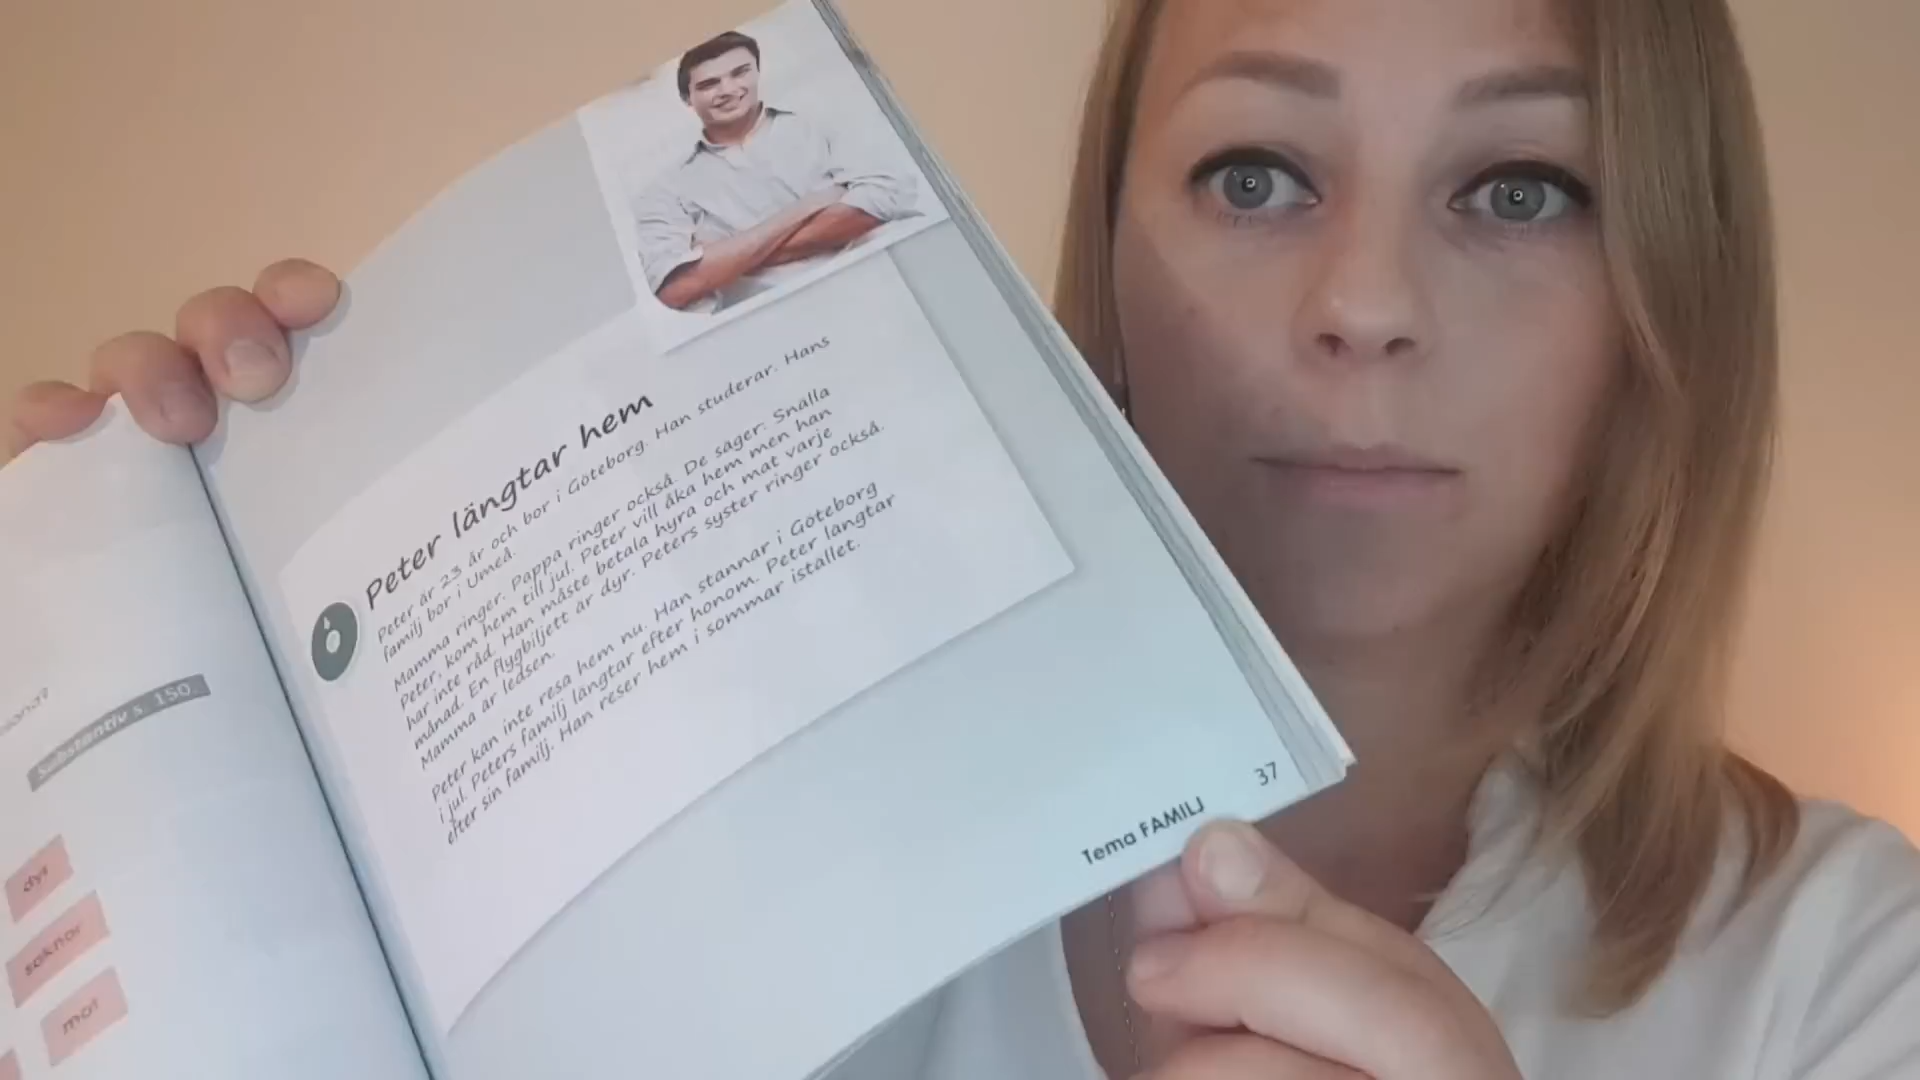 Substantiv s. 150.
dyr
saknar
mat
Peter längtar hem
Peter är 23 år och bor i Göteborg. Han studerar. Hans
familj bor i Umeå.
Mamma ringer. Pappa ringer också. De säger: Snälla
Peter, kom hem till jul. Peter vill åka hem men han
har inte råd. Han måste betala hyra och mat varje
månad. En flygbiljett är dyr. Peters syster ringer också.
Mamma är ledsen.
Peter kan inte resa hem nu. Han stannar i Göteborg
i jul. Peters familj längtar efter honom. Peter längtar
efter sin familj. Han reser hem i sommar istället.
Tema FAMILJ
37